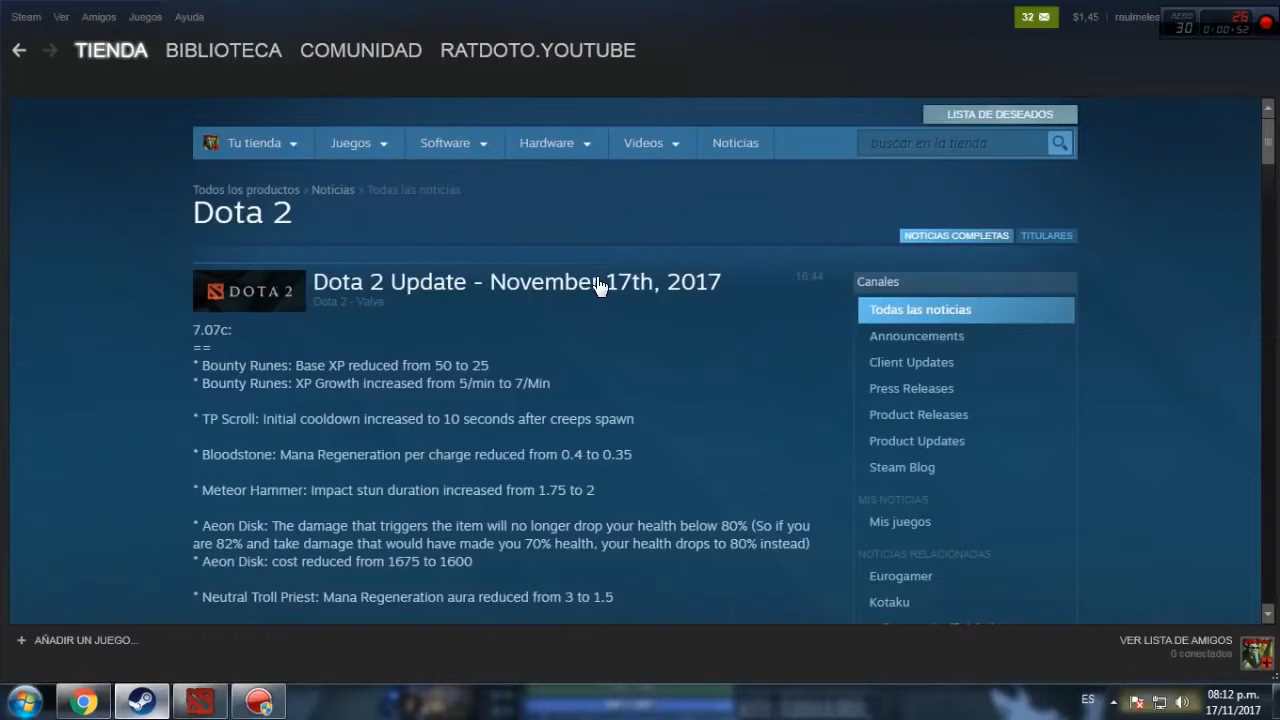 Steam Ver Amigos Juegos Ayuda
32 $1,45 raulmelea
26
30 0:00:52
TIENDA BIBLIOTECA COMUNIDAD RATDOTO.YOUTUBE
LISTA DE DESEADOS
Tu tienda Juegos Software Hardware Videos Noticias buscar en la tienda
Todos los productos > Noticias > Todas las noticias
Dota 2
NOTICIAS COMPLETAS TITULARES
DOTA 2
Dota 2 Update - November 17th, 2017
16:44
Dota 2 - Valve
7.07c:
==
* Bounty Runes: Base XP reduced from 50 to 25
* Bounty Runes: XP Growth increased from 5/min to 7/Min
* TP Scroll: Initial cooldown increased to 10 seconds after creeps spawn
* Bloodstone: Mana Regeneration per charge reduced from 0.4 to 0.35
* Meteor Hammer: Impact stun duration increased from 1.75 to 2
* Aeon Disk: The damage that triggers the item will no longer drop your health below 80% (So if you
are 82% and take damage that would have made you 70% health, your health drops to 80% instead)
* Aeon Disk: cost reduced from 1675 to 1600
* Neutral Troll Priest: Mana Regeneration aura reduced from 3 to 1.5
Canales
Todas las noticias
Announcements
Client Updates
Press Releases
Product Releases
Product Updates
Steam Blog
MIS NOTICIAS
Mis juegos
NOTICIAS RELACIONADAS
Eurogamer
Kotaku
+ AÑADIR UN JUEGO...
VER LISTA DE AMIGOS
0 conectados
ES
08:12 p.m.
17/11/2017